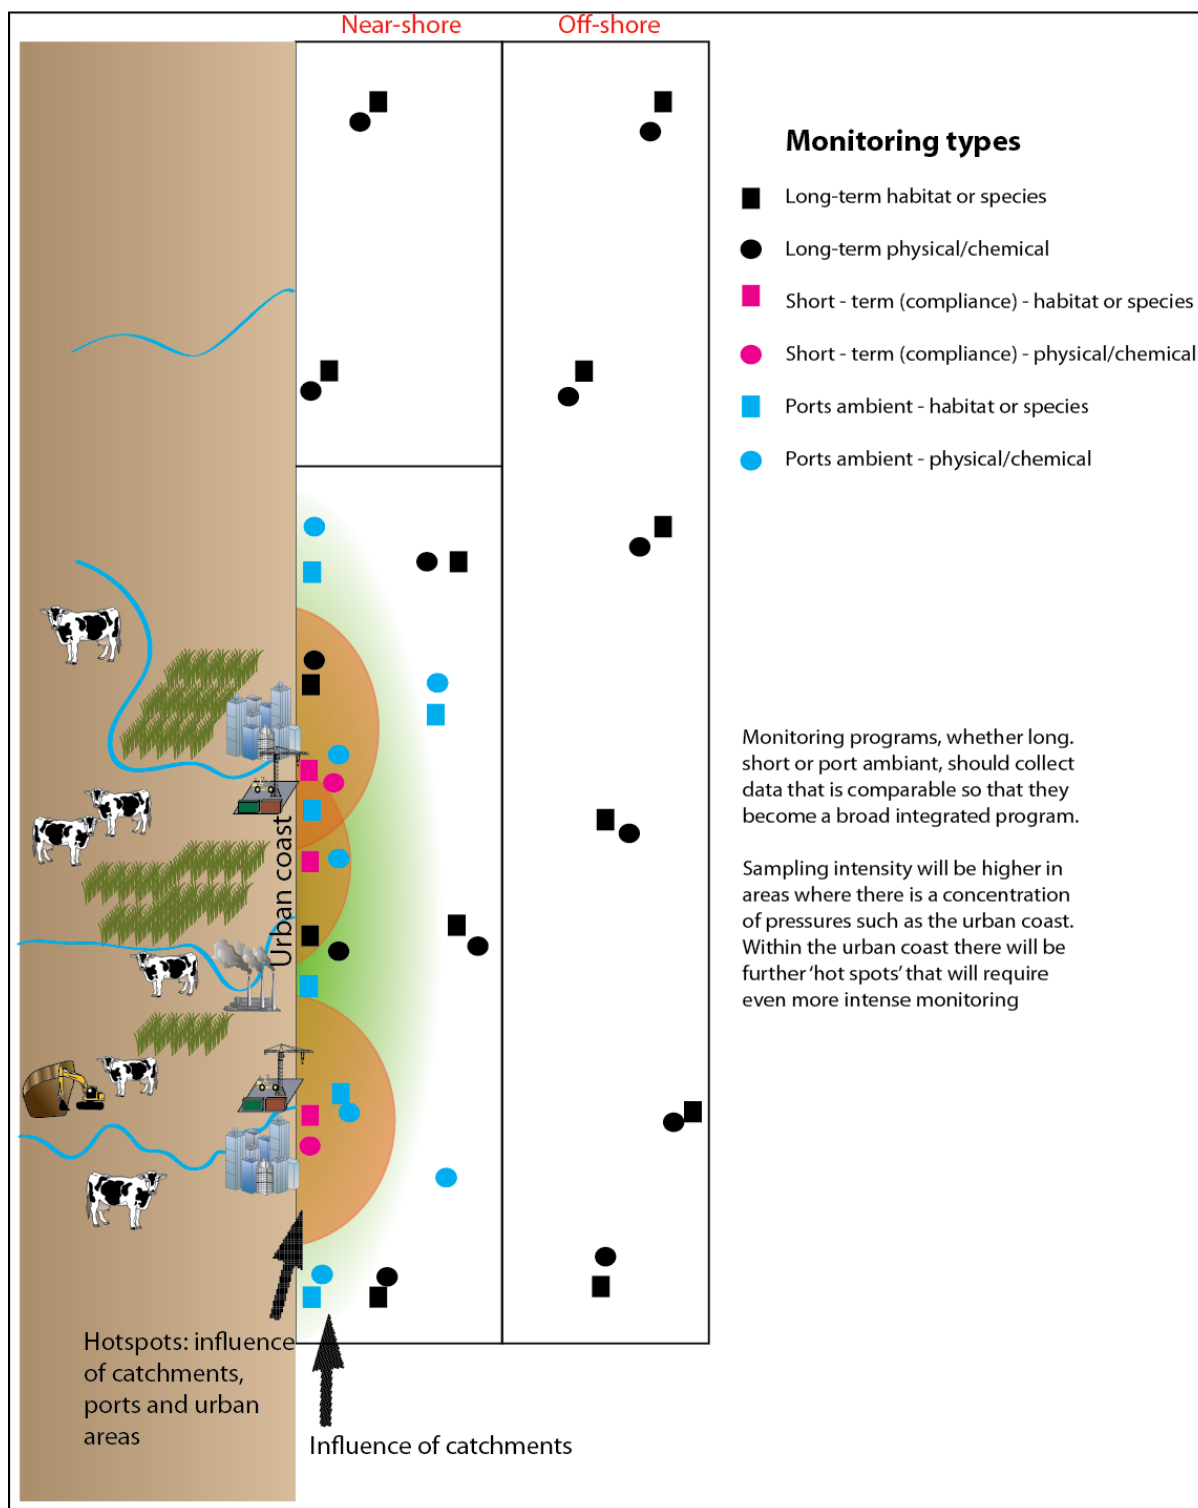 Near-shore
Off-shore
Monitoring types
Long-term habitat or species
Long-term physical/chemical
Short - term (compliance) - habitat or species
Short - term (compliance) - physical/chemical
Ports ambient - habitat or species
Ports ambient - physical/chemical
Urban coast
Monitoring programs, whether long.
short or port ambiant, should collect
data that is comparable so that they
become a broad integrated program.
Sampling intensity will be higher in
areas where there is a concentration
of pressures such as the urban coast.
Within the urban coast there will be
further ‘hot spots’ that will require
even more intense monitoring
Hotspots: influence
of catchments,
ports and urban
areas
Influence of catchments